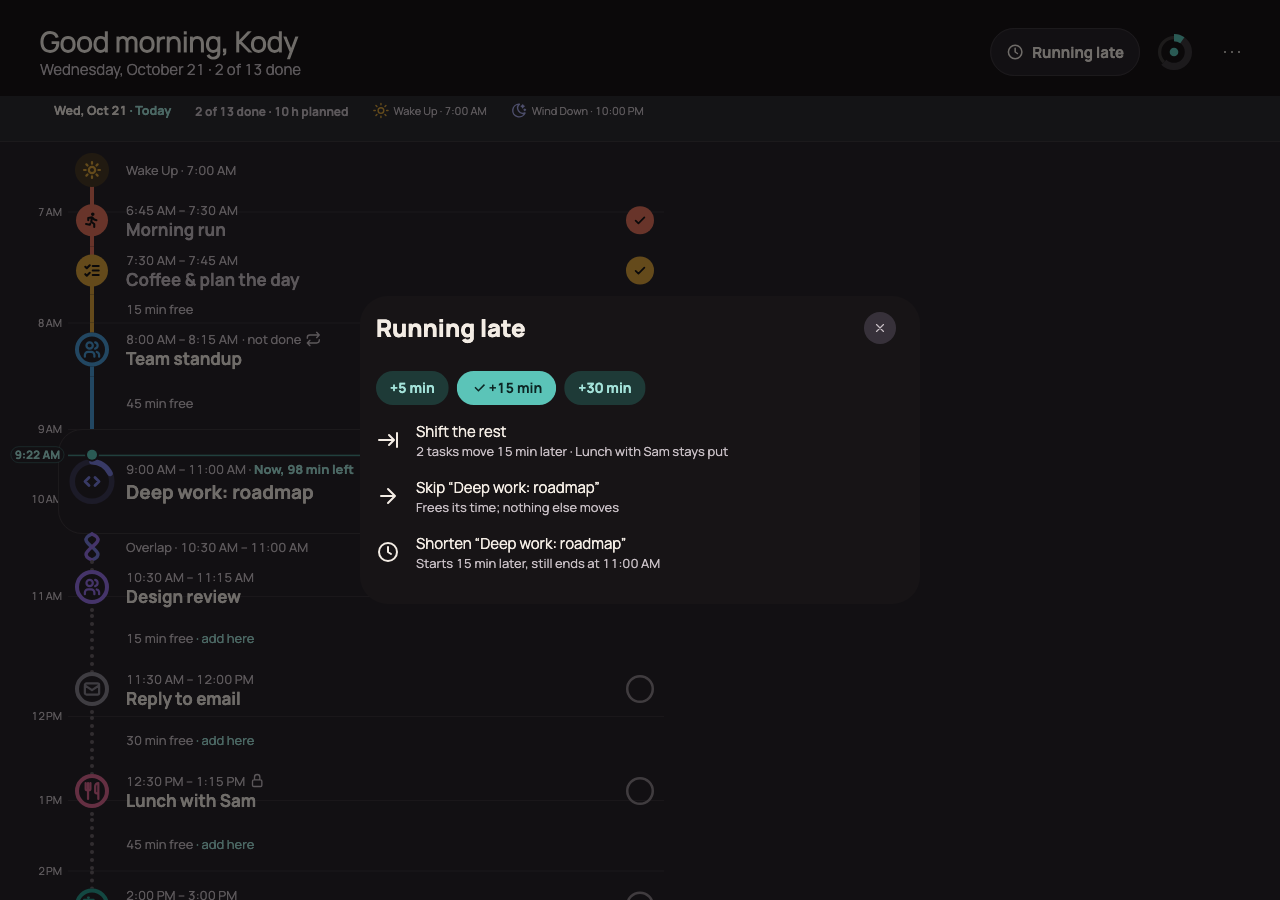 Good morning, Kody
Wednesday, October 21 · 2 of 13 done
Running late
Wed, Oct 21 · Today
2 of 13 done · 10 h planned
Wake Up · 7:00 AM
Wind Down · 10:00 PM
Wake Up · 7:00 AM
7 AM
6:45 AM – 7:30 AM
Morning run
7:30 AM – 7:45 AM
Coffee & plan the day
15 min free
8 AM
8:00 AM – 8:15 AM · not done
Team standup
45 min free
9 AM
9:22 AM
9:00 AM – 11:00 AM · Now, 98 min left
Deep work: roadmap
10 AM
Overlap · 10:30 AM – 11:00 AM
10:30 AM – 11:15 AM
Design review
11 AM
15 min free · add here
11:30 AM – 12:00 PM
Reply to email
12 PM
30 min free · add here
12:30 PM – 1:15 PM
Lunch with Sam
1 PM
45 min free · add here
2 PM
2:00 PM – 3:00 PM
Running late
+5 min
+15 min
+30 min
Shift the rest
2 tasks move 15 min later · Lunch with Sam stays put
Skip “Deep work: roadmap”
Frees its time; nothing else moves
Shorten “Deep work: roadmap”
Starts 15 min later, still ends at 11:00 AM